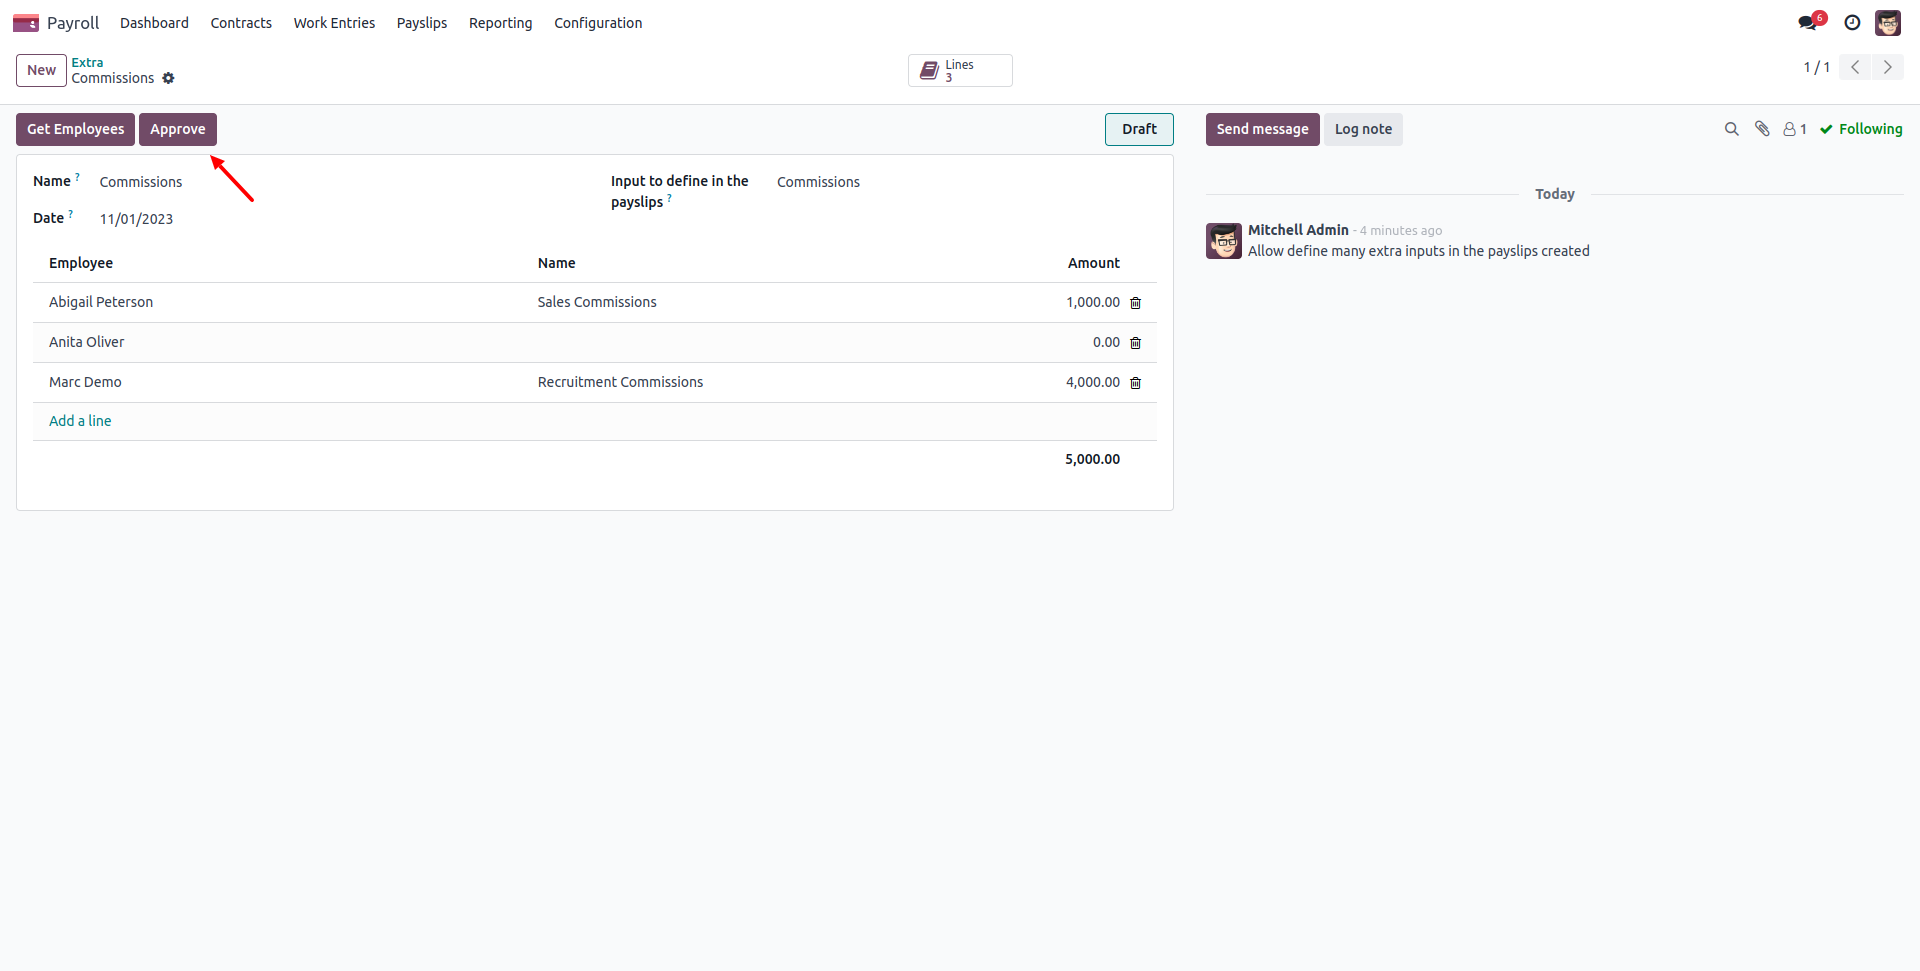 Payroll Dashboard Contracts Work Entries Payslips Reporting Configuration 6
New Extra
Commissions
Lines
3
1 / 1
Get Employees Approve Draft
Send message Log note 1 Following
Name ? Commissions
Input to define in the payslips ? Commissions
Date ? 11/01/2023
Employee Name Amount
Abigail Peterson Sales Commissions 1,000.00
Anita Oliver 0.00
Marc Demo Recruitment Commissions 4,000.00
Add a line
5,000.00
Today
Mitchell Admin - 4 minutes ago
Allow define many extra inputs in the payslips created